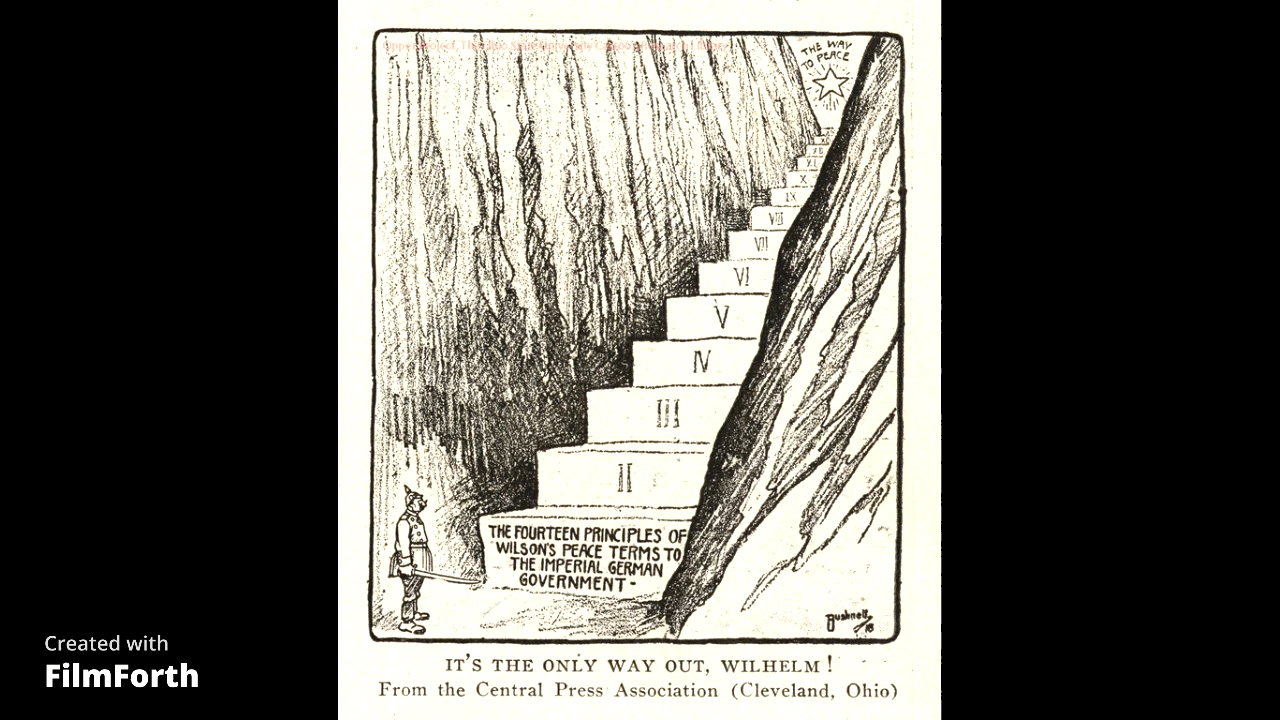 THE WAY
TO PEACE
XII
XI
X
IX
VIII
VII
VI
V
IV
III
II
THE FOURTEEN PRINCIPLES OF
WILSON'S PEACE TERMS TO
THE IMPERIAL GERMAN
GOVERNMENT-
Bushnell
18
IT'S THE ONLY WAY OUT, WILHELM!
From the Central Press Association (Cleveland, Ohio)
Created with
FilmForth